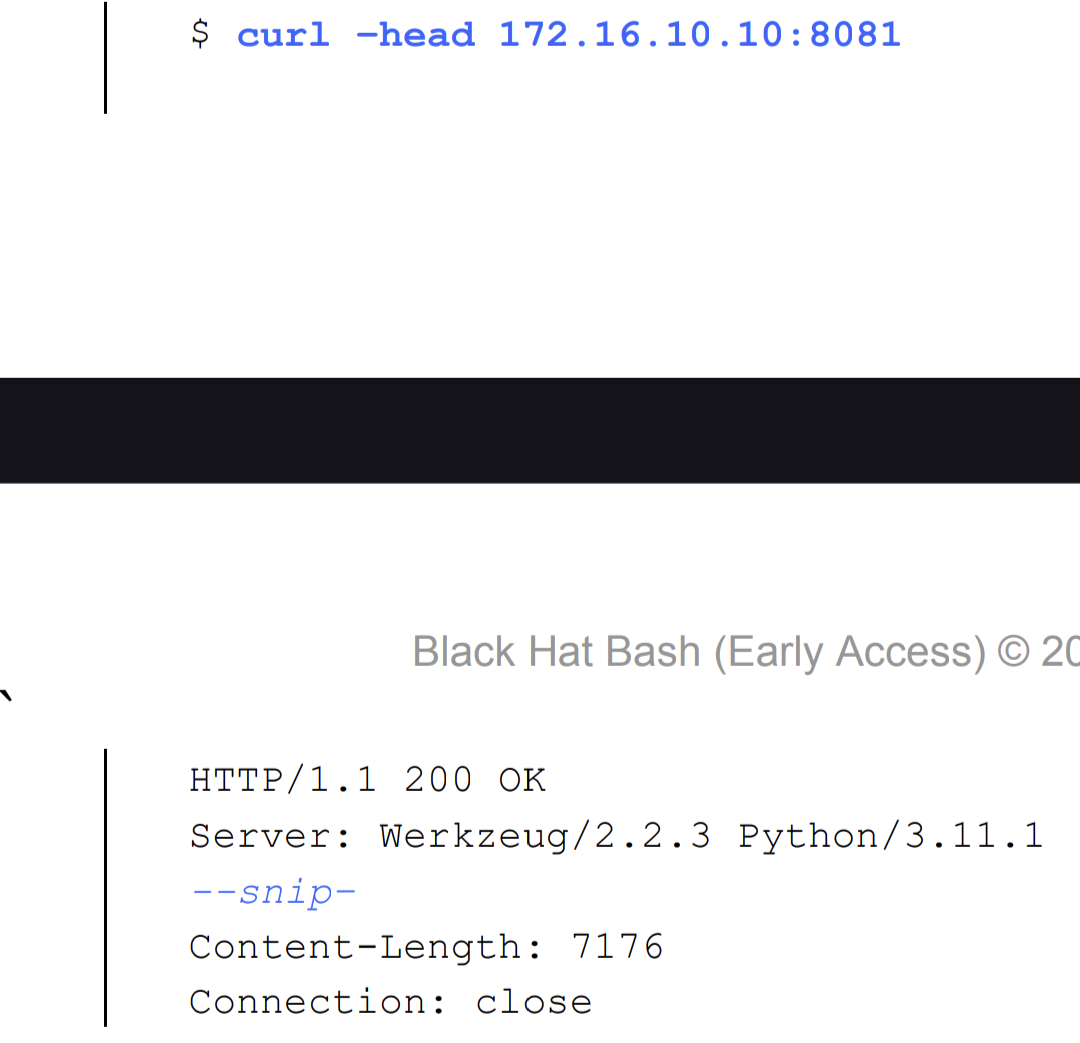 $ curl –head 172.16.10.10:8081
Black Hat Bash (Early Access) © 20
`
HTTP/1.1 200 OK
Server: Werkzeug/2.2.3 Python/3.11.1
--snip-
Content-Length: 7176
Connection: close